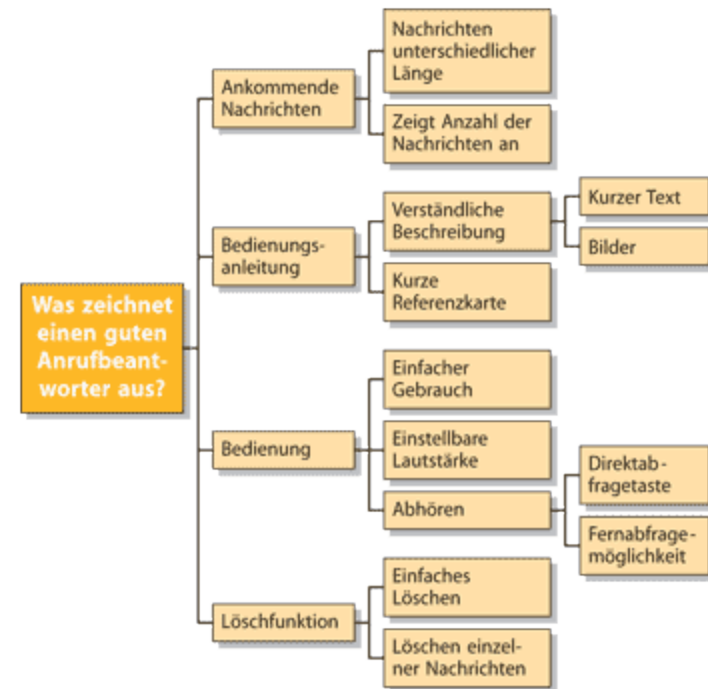 Was zeichnet
einen guten
Anrufbeant-
worter aus?
Ankommende
Nachrichten
Nachrichten
unterschiedlicher
Länge
Zeigt Anzahl der
Nachrichten an
Bedienungs-
anleitung
Verständliche
Beschreibung
Kurzer Text
Bilder
Kurze
Referenzkarte
Bedienung
Einfacher
Gebrauch
Einstellbare
Lautstärke
Abhören
Direktab-
fragetaste
Fernabfrage-
möglichkeit
Löschfunktion
Einfaches
Löschen
Löschen einzel-
ner Nachrichten